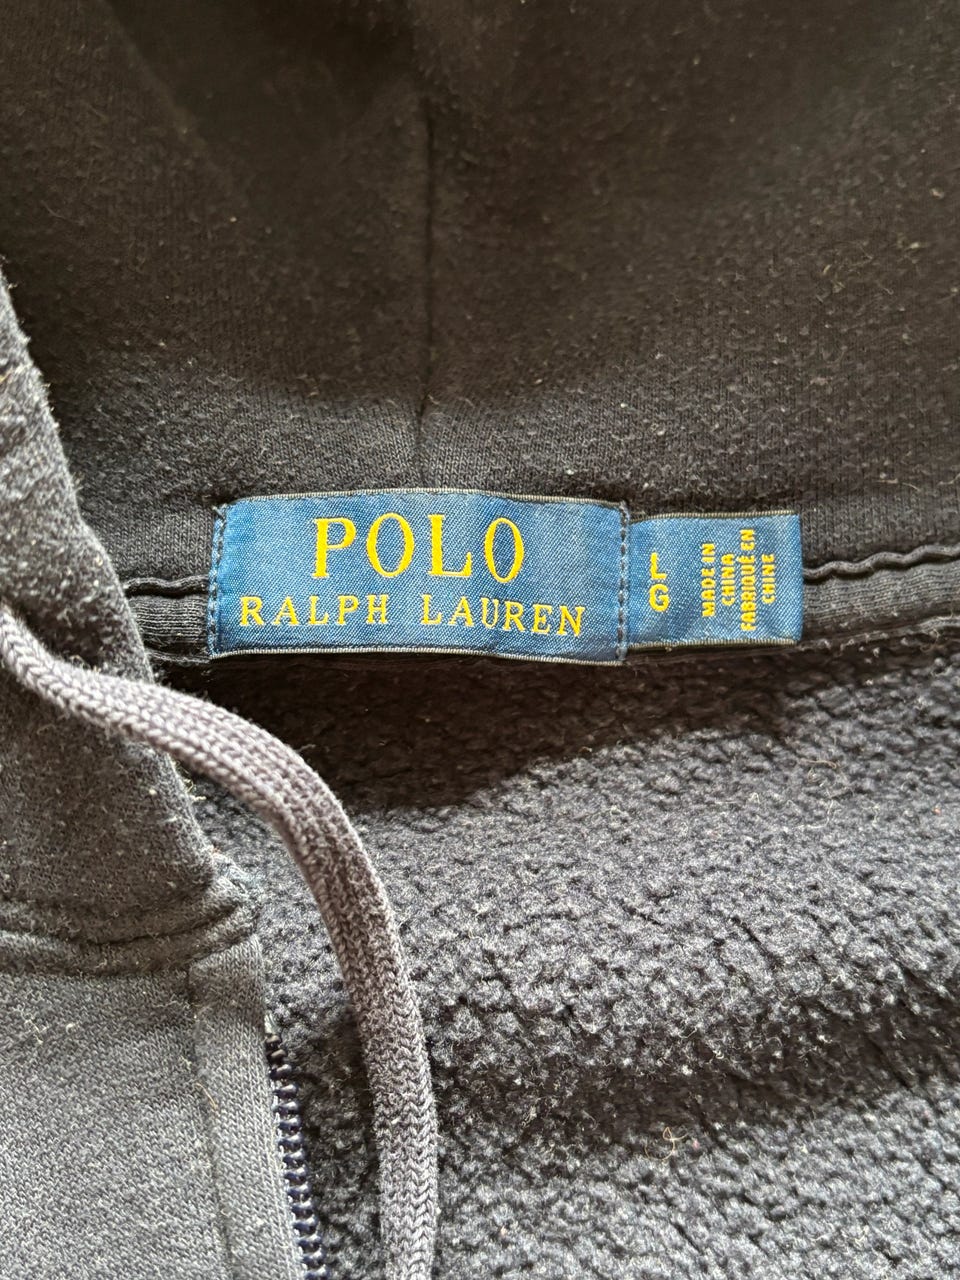 POLO
RALPH LAUREN
L
G
MADE IN
CHINA
FABRIQUÉ EN
CHINE